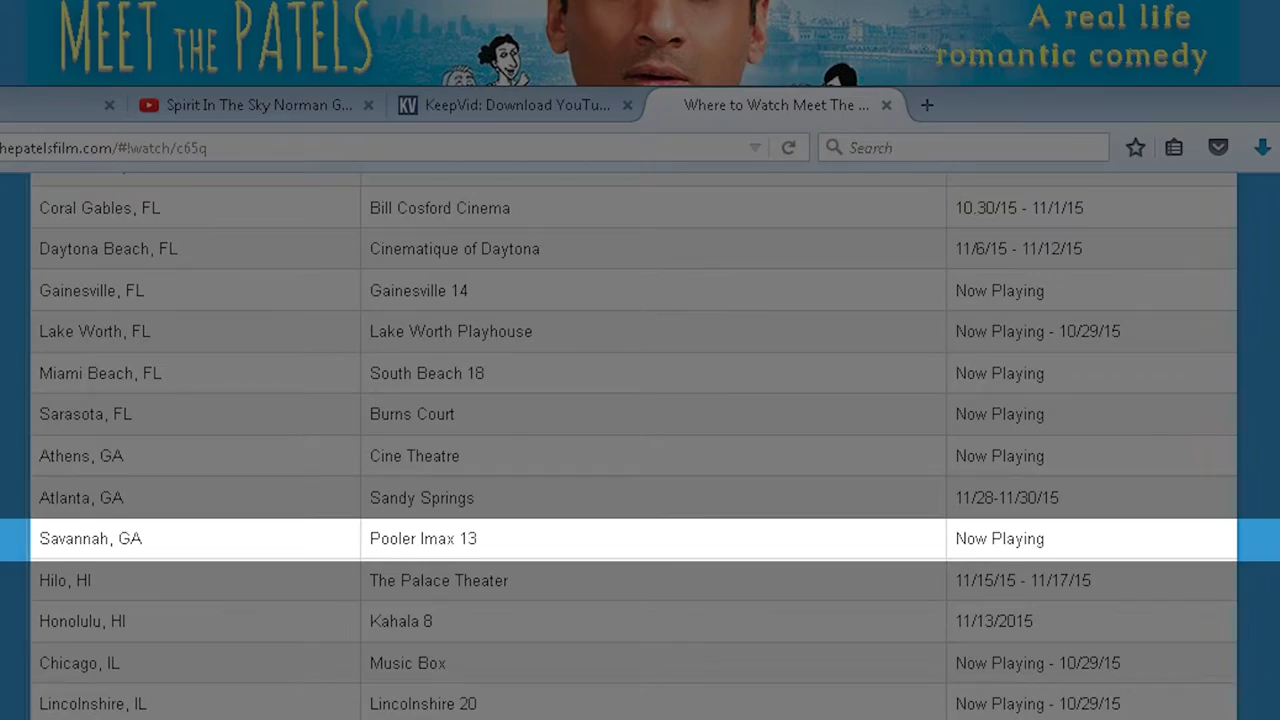 MEET THE PATELS
A real life
romantic comedy
Spirit In The Sky Norman G...
KV KeepVid: Download YouTu...
Where to Watch Meet The ...
hepatelsfilm.com/#!watch/c65q
Search
Coral Gables, FL Bill Cosford Cinema 10.30/15 - 11/1/15
Daytona Beach, FL Cinematique of Daytona 11/6/15 - 11/12/15
Gainesville, FL Gainesville 14 Now Playing
Lake Worth, FL Lake Worth Playhouse Now Playing - 10/29/15
Miami Beach, FL South Beach 18 Now Playing
Sarasota, FL Burns Court Now Playing
Athens, GA Cine Theatre Now Playing
Atlanta, GA Sandy Springs 11/28-11/30/15
Savannah, GA Pooler Imax 13 Now Playing
Hilo, HI The Palace Theater 11/15/15 - 11/17/15
Honolulu, HI Kahala 8 11/13/2015
Chicago, IL Music Box Now Playing - 10/29/15
Lincolnshire, IL Lincolnshire 20 Now Playing - 10/29/15